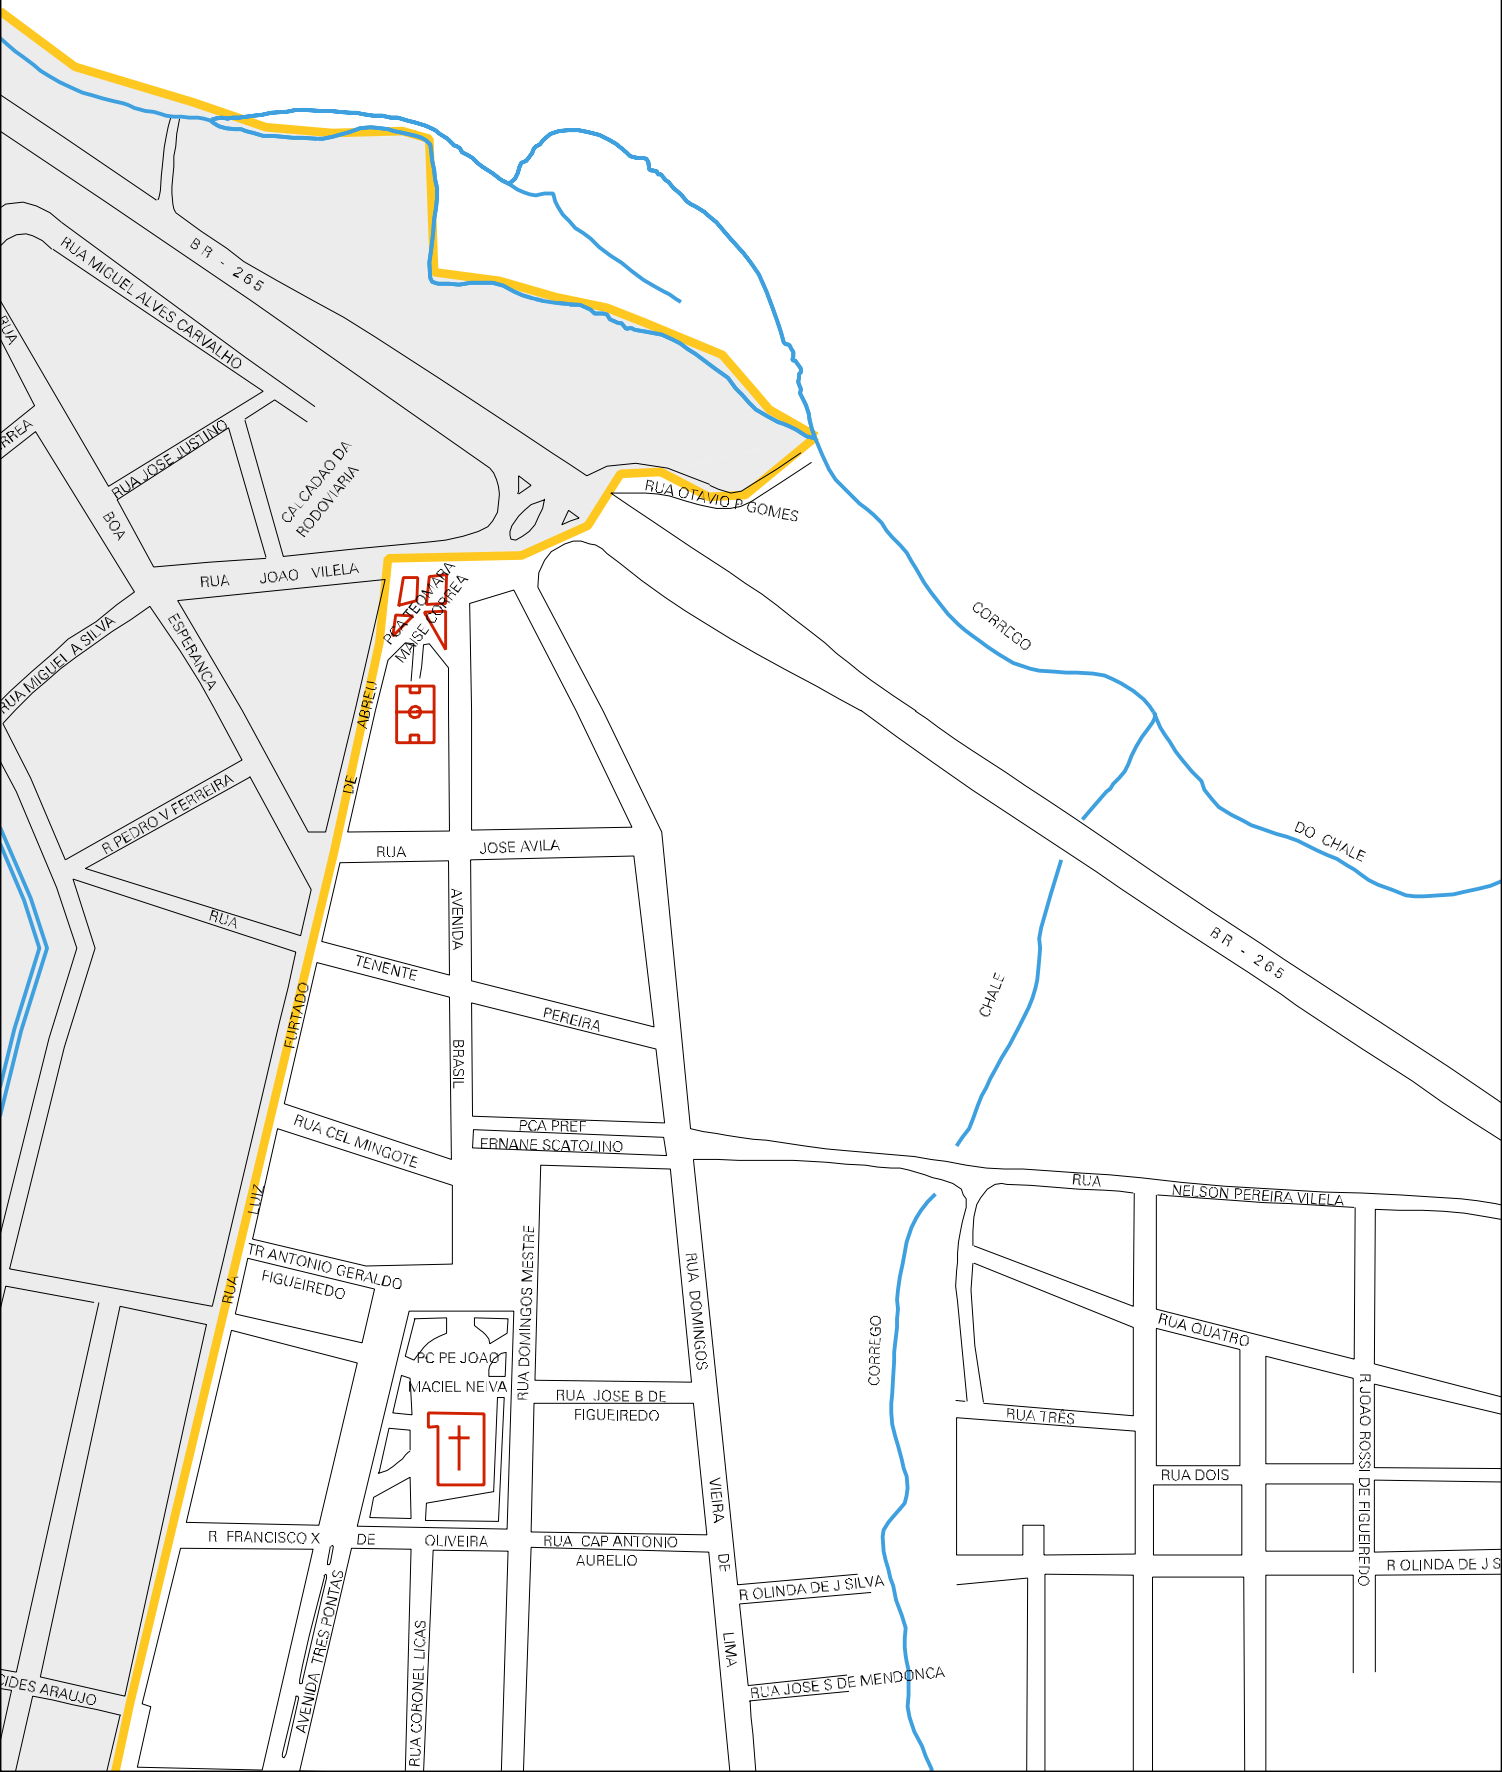 BR - 265
RUA MIGUEL ALVES CARVALHO
RUA
RREA
RUA JOSE JUSTINO
CALCADAO DA
RODOVIARIA
BOA
ESPERANCA
RUA OTAVIO P GOMES
RUA JOAO VILELA
PCA TEOMARA
MAISE CORREA
RUA MIGUEL A SILVA
CORREGO
DO CHALE
RUA LUIZ FURTADO DE ABREU
R PEDRO V FERREIRA
RUA JOSE AVILA
RUA
TENENTE
PEREIRA
AVENIDA
BRASIL
BR - 265
CHALE
CORREGO
PCA PREF
ERNANE SCATOLINO
RUA CEL MINGOTE
RUA
NELSON PEREIRA VILELA
TR ANTONIO GERALDO
FIGUEIREDO
RUA DOMINGOS MESTRE
RUA DOMINGOS
VIEIRA
DE
LIMA
PC PE JOAO
MACIEL NEIVA
RUA JOSE B DE
FIGUEIREDO
RUA QUATRO
RUA TRÊS
RUA DOIS
R JOAO ROSSI DE FIGUEIREDO
R FRANCISCO X DE OLIVEIRA
RUA CAP ANTONIO
AURELIO
R OLINDA DE J SILVA
R OLINDA DE J S
AVENIDA TRES PONTAS
RUA CORONEL LICAS
RUA JOSE S DE MENDONCA
CIDES ARAUJO